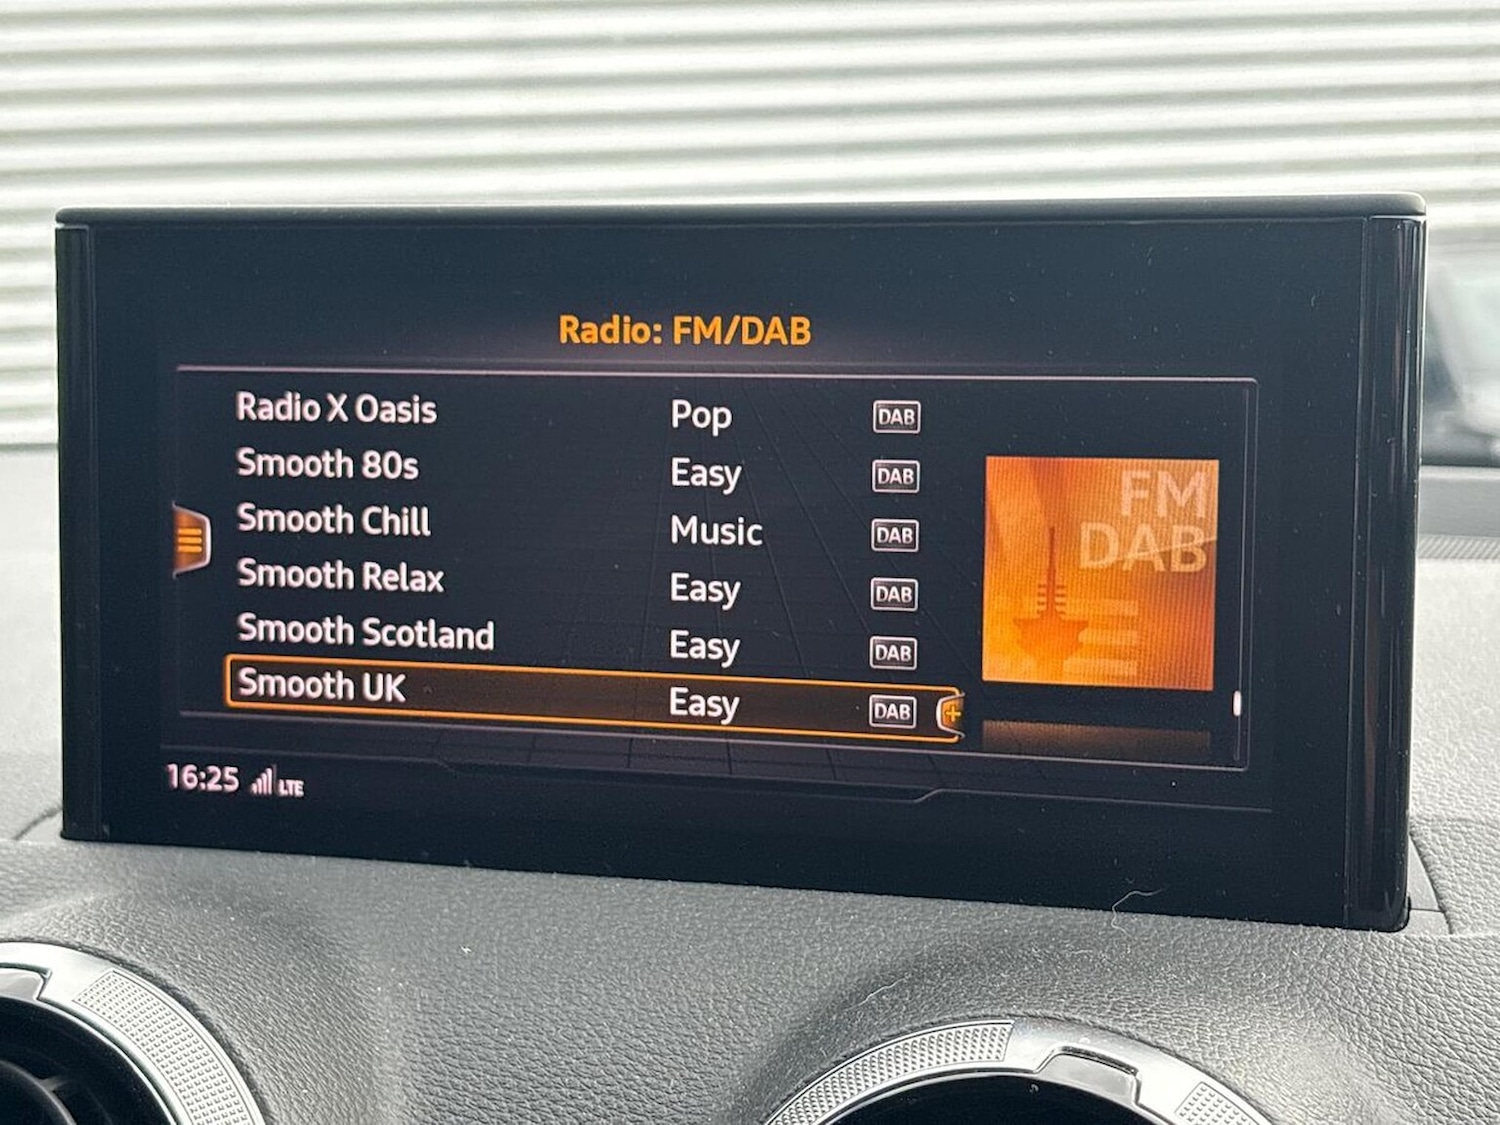 Radio: FM/DAB
Radio X Oasis Pop DAB
Smooth 80s Easy DAB
Smooth Chill Music DAB
Smooth Relax Easy DAB
Smooth Scotland Easy DAB
Smooth UK Easy DAB +
FM
DAB
16:25 LTE